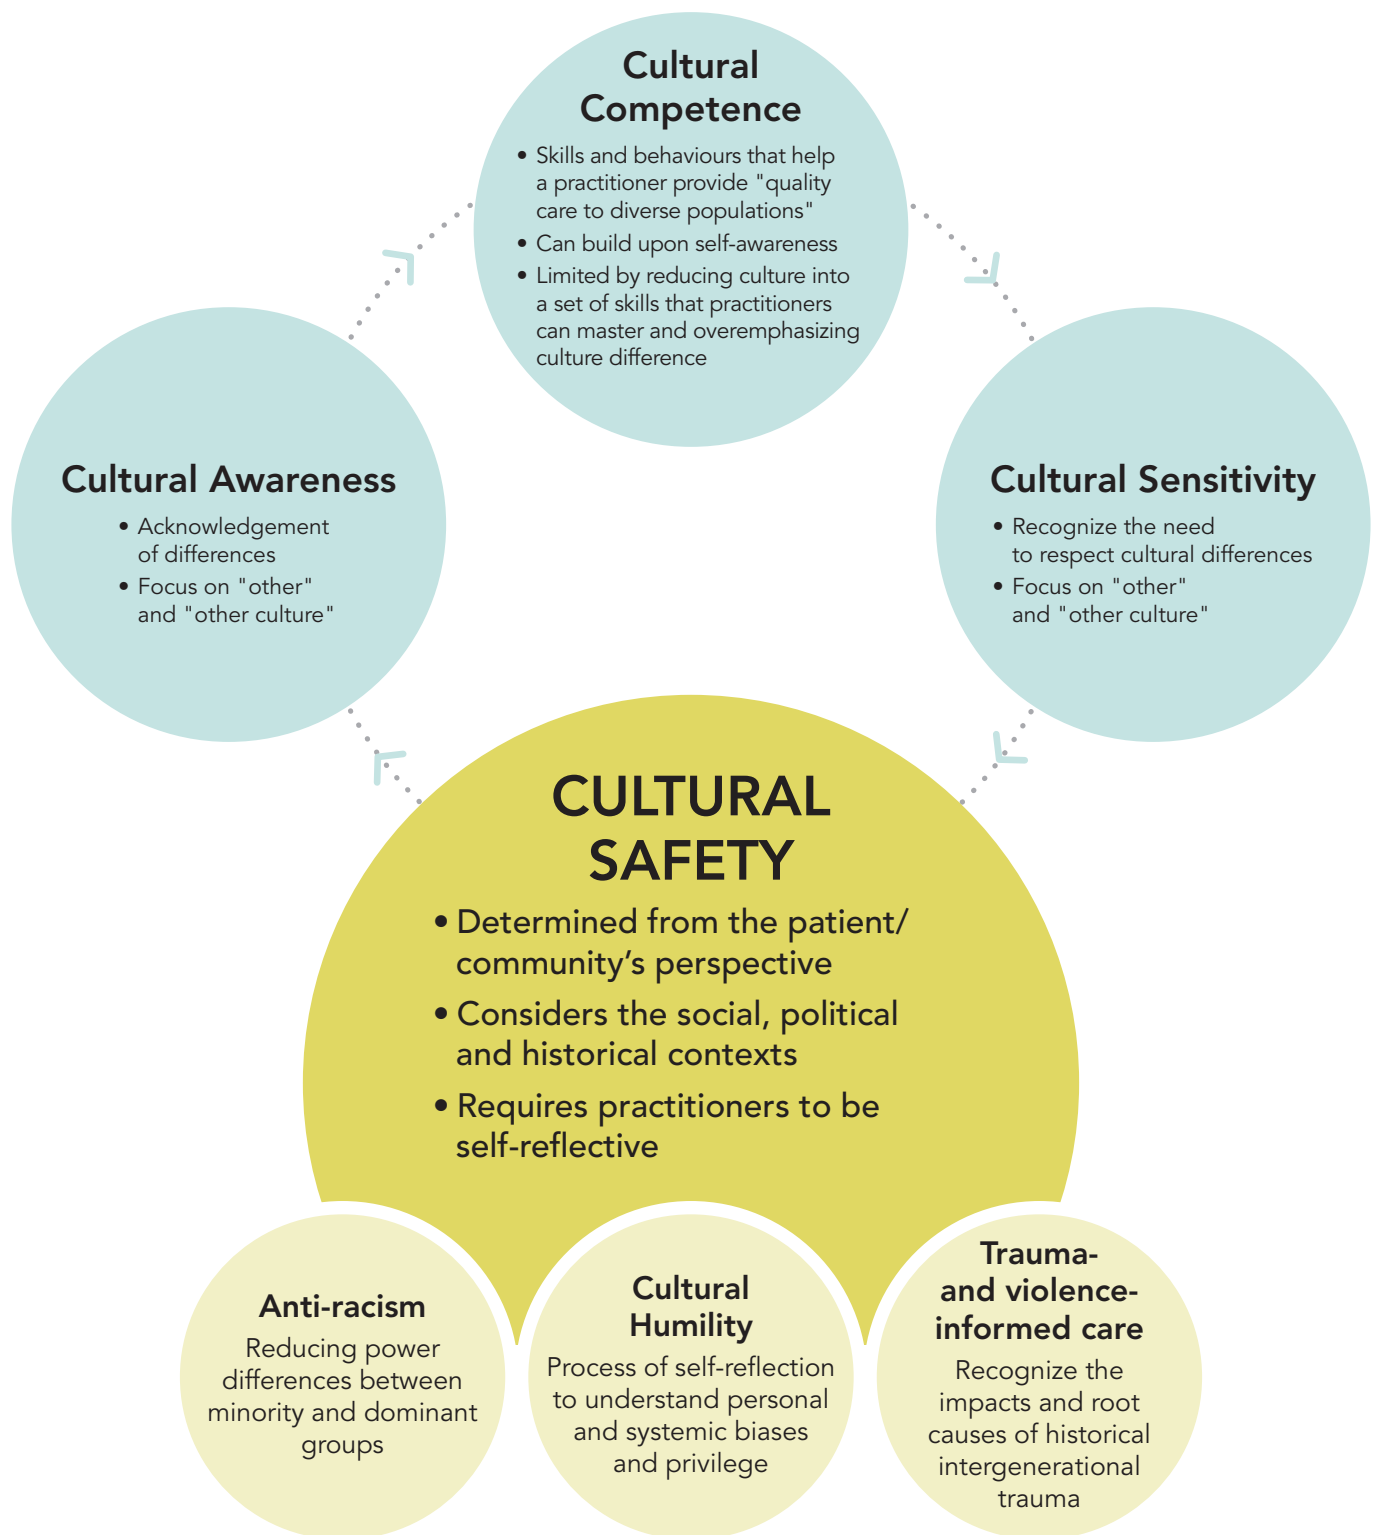 Cultural
Competence
• Skills and behaviours that help
a practitioner provide "quality
care to diverse populations"
• Can build upon self-awareness
• Limited by reducing culture into
a set of skills that practitioners
can master and overemphasizing
culture difference
Cultural Awareness
• Acknowledgement
of differences
• Focus on "other"
and "other culture"
Cultural Sensitivity
• Recognize the need
to respect cultural differences
• Focus on "other"
and "other culture"
CULTURAL
SAFETY
• Determined from the patient/
community’s perspective
• Considers the social, political
and historical contexts
• Requires practitioners to be
self-reflective
Anti-racism
Reducing power
differences between
minority and dominant
groups
Cultural
Humility
Process of self-reflection
to understand personal
and systemic biases
and privilege
Trauma-
and violence-
informed care
Recognize the
impacts and root
causes of historical
intergenerational
trauma